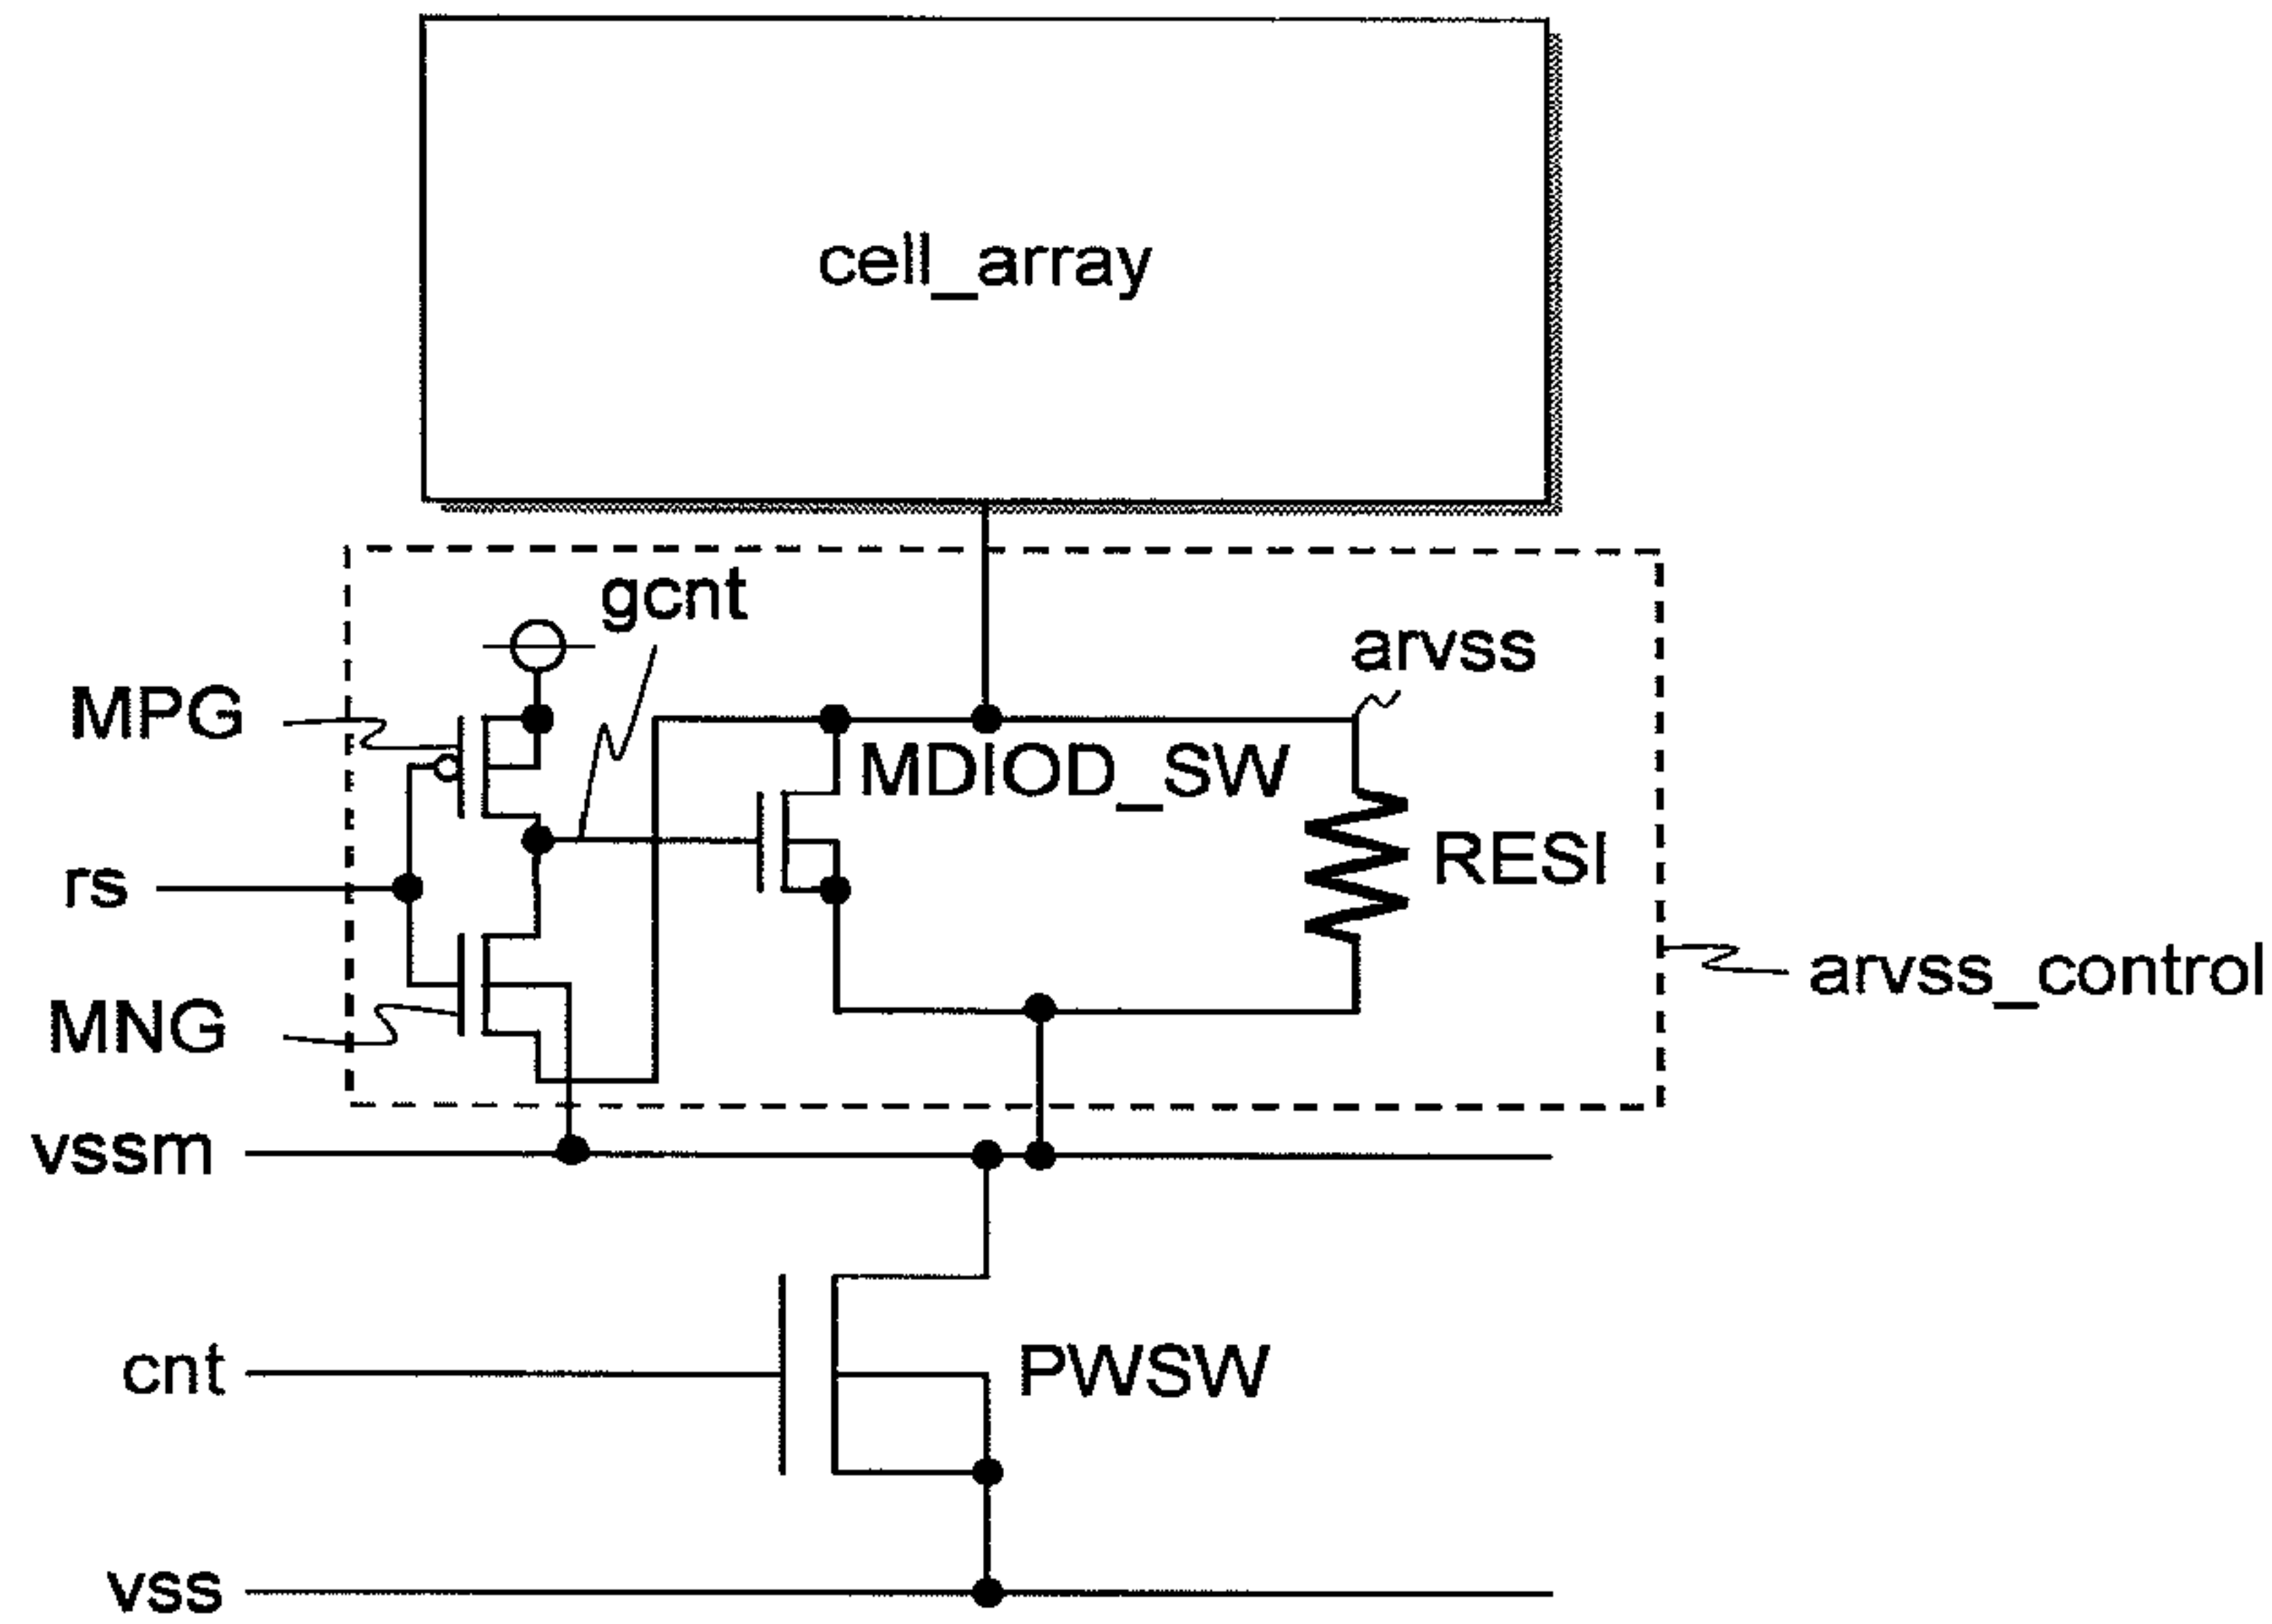 cell_array
gcnt
arvss
MPG
MDIOD_SW
RESI
rs
arvss_control
MNG
vssm
cnt
PWSW
vss